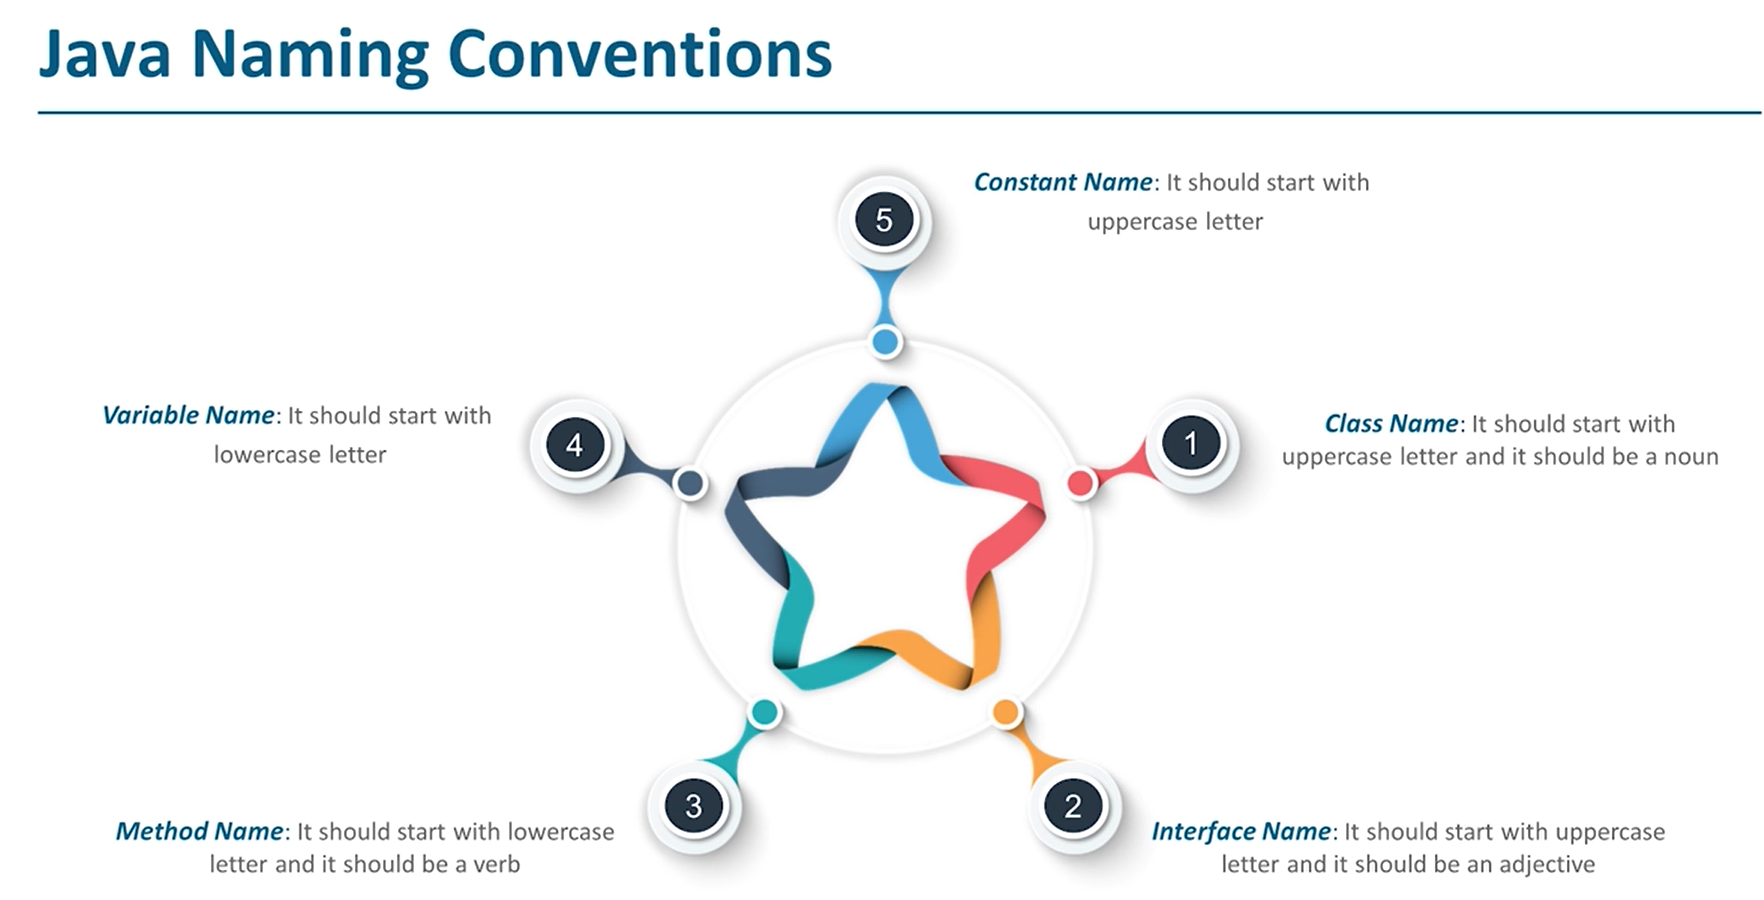 Java Naming Conventions
5
Constant Name: It should start with
uppercase letter
Variable Name: It should start with
lowercase letter
4
1
Class Name: It should start with
uppercase letter and it should be a noun
3
Method Name: It should start with lowercase
letter and it should be a verb
2
Interface Name: It should start with uppercase
letter and it should be an adjective